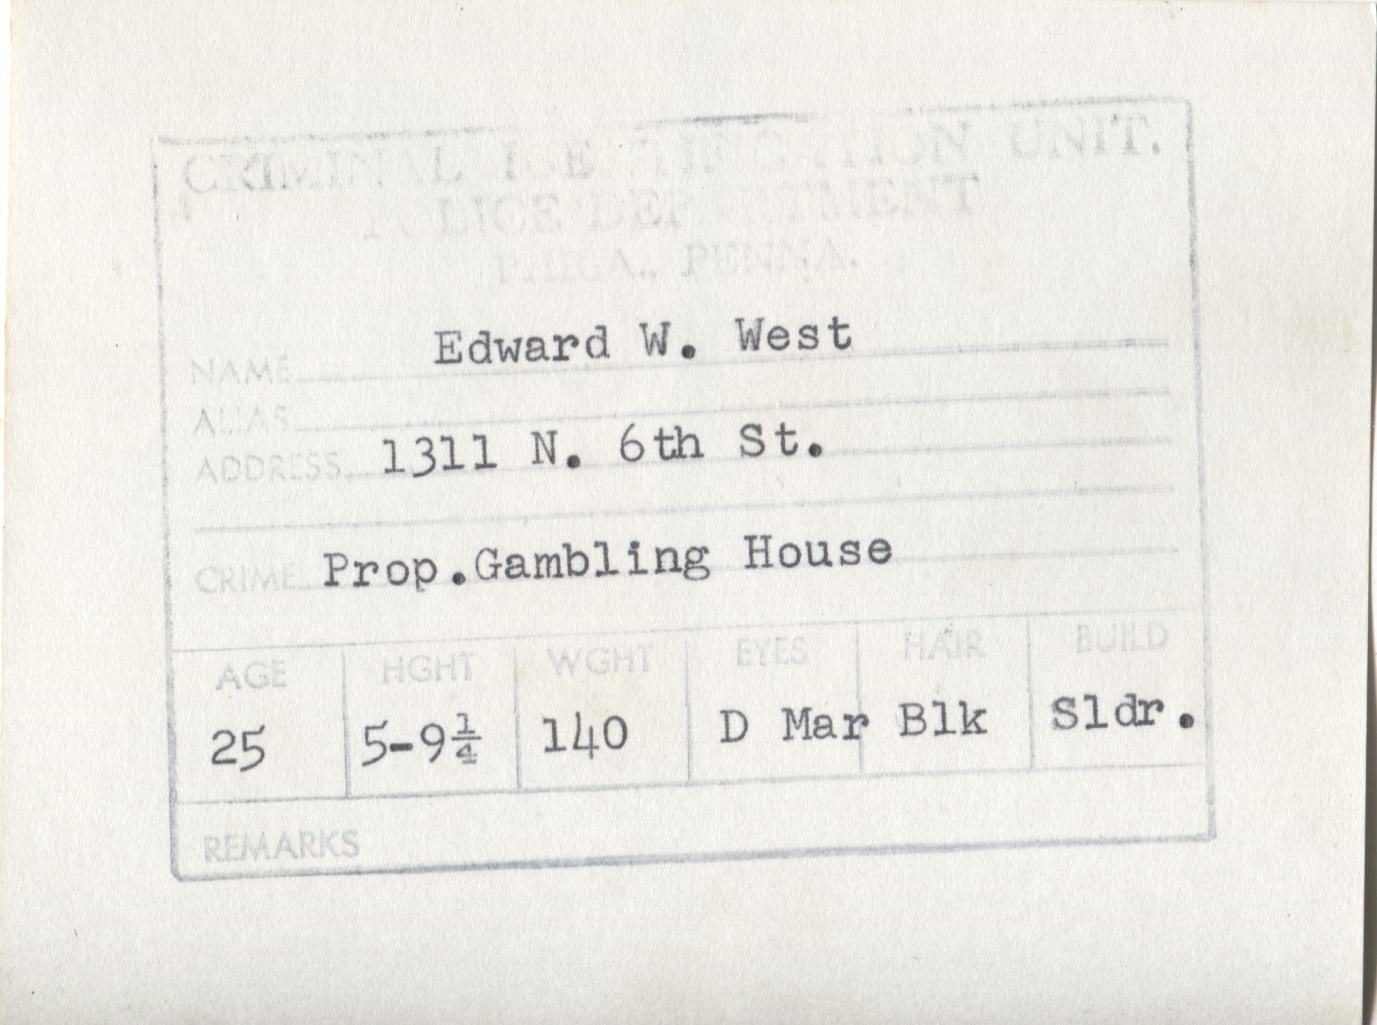 CRIMINAL IDENTIFICATION UNIT.
POLICE DEPARTMENT
PHILA., PENNA.
NAME Edward W. West
ALIAS
ADDRESS 1311 N. 6th St.
CRIME Prop.Gambling House
AGE HGHT WGHT EYES HAIR BUILD
25 5-9¼ 140 D Mar Blk Sldr.
REMARKS